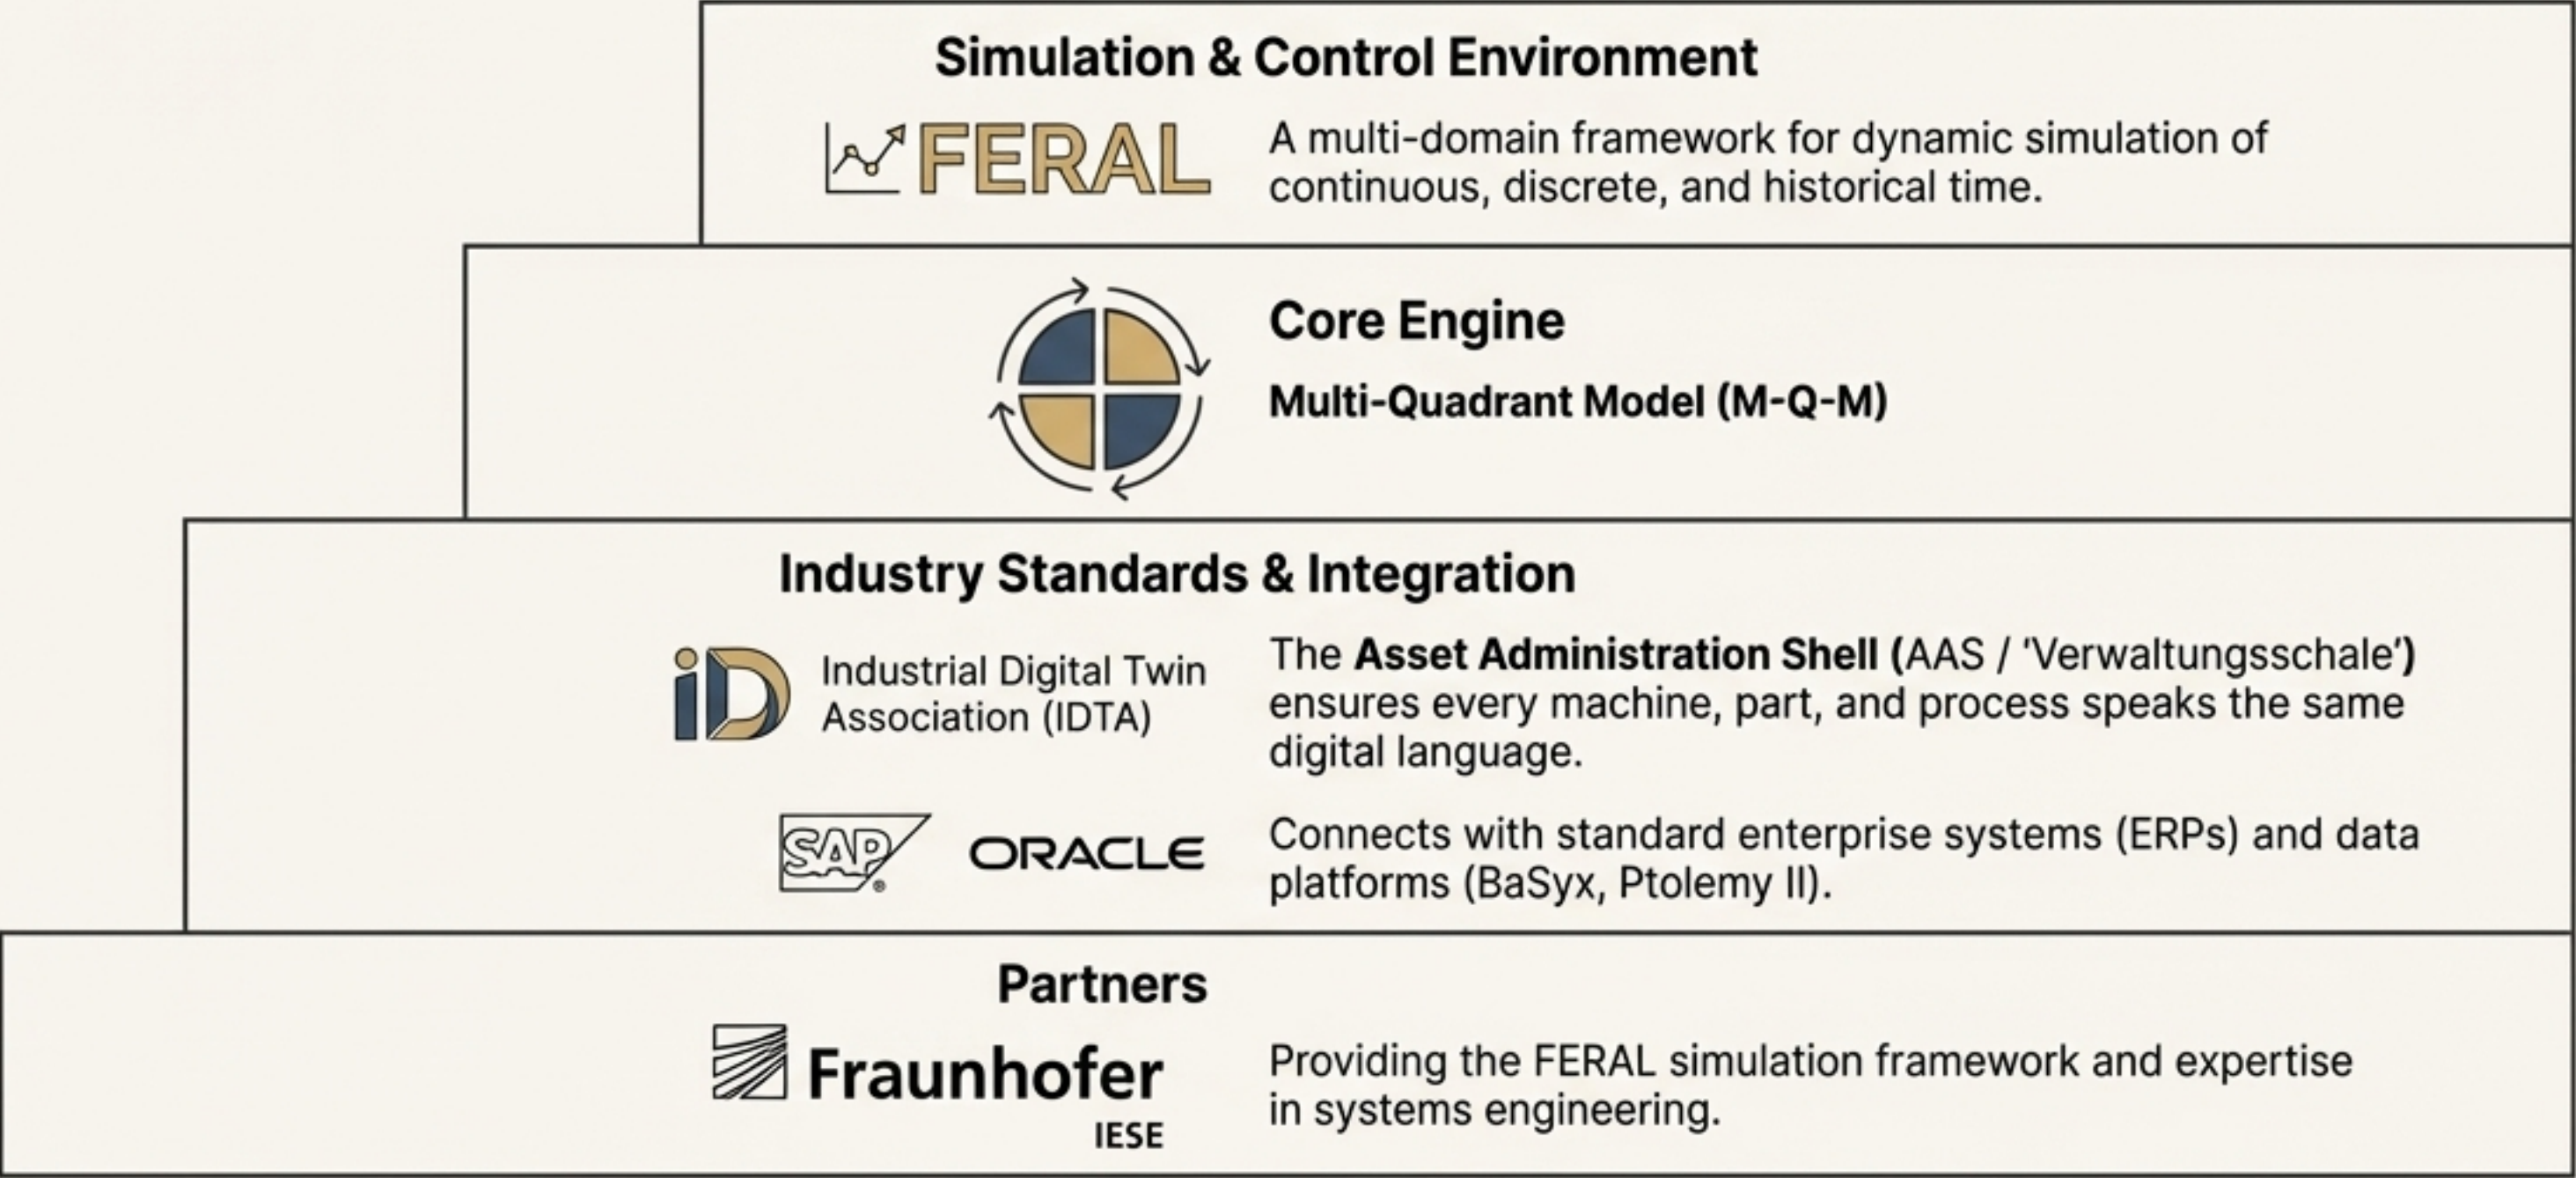 Simulation & Control Environment
FERAL
A multi-domain framework for dynamic simulation of
continuous, discrete, and historical time.
Core Engine
Multi-Quadrant Model (M-Q-M)
Industry Standards & Integration
iD
Industrial Digital Twin
Association (IDTA)
The Asset Administration Shell (AAS / ‘Verwaltungsschale’)
ensures every machine, part, and process speaks the same
digital language.
SAP®
ORACLE
Connects with standard enterprise systems (ERPs) and data
platforms (BaSyx, Ptolemy II).
Partners
Fraunhofer
IESE
Providing the FERAL simulation framework and expertise
in systems engineering.